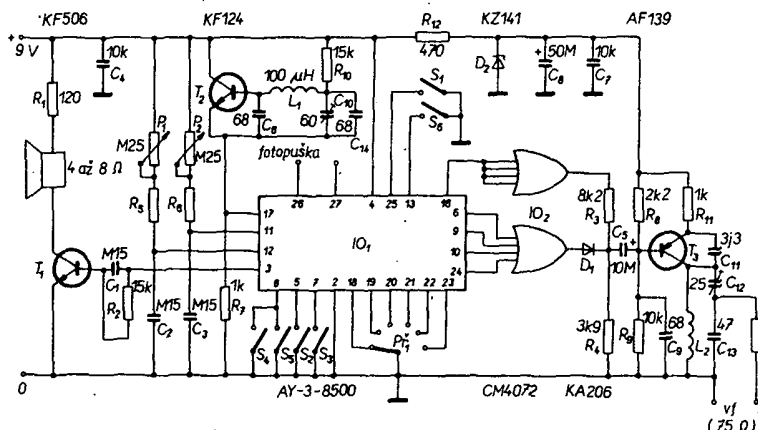 KF506 KF124 R12 KZ141 AF139
+ 9 V
10k C4
15k R10
470
S1
D2
+ 50M C8
10k C7
R1 120
T2
100 µH L1
68 C6
60 C10
68 C14
S6
P1 M25
P2 M25
4 až 8 Ω
fotopuška
R5
R6
26 27 4 25 13 16
8k2 R3
IO2
2k2 R8
1k R11
17 11 12 3
IO1
6 9 10 24
C5 + 10M
D1
T3
3j3 C11
25 C12
T1
M15 C1
15k R2
M15 C2
M15 C3
1k R7
8 5 7 2 18 19 20 21 22 23
S4 S5 S2 S3
Př1
3k9 R4
R9
10k
68 C9
L2
47 C13
0
AY-3-8500 CM4072 KA206
vf
(75 Ω)